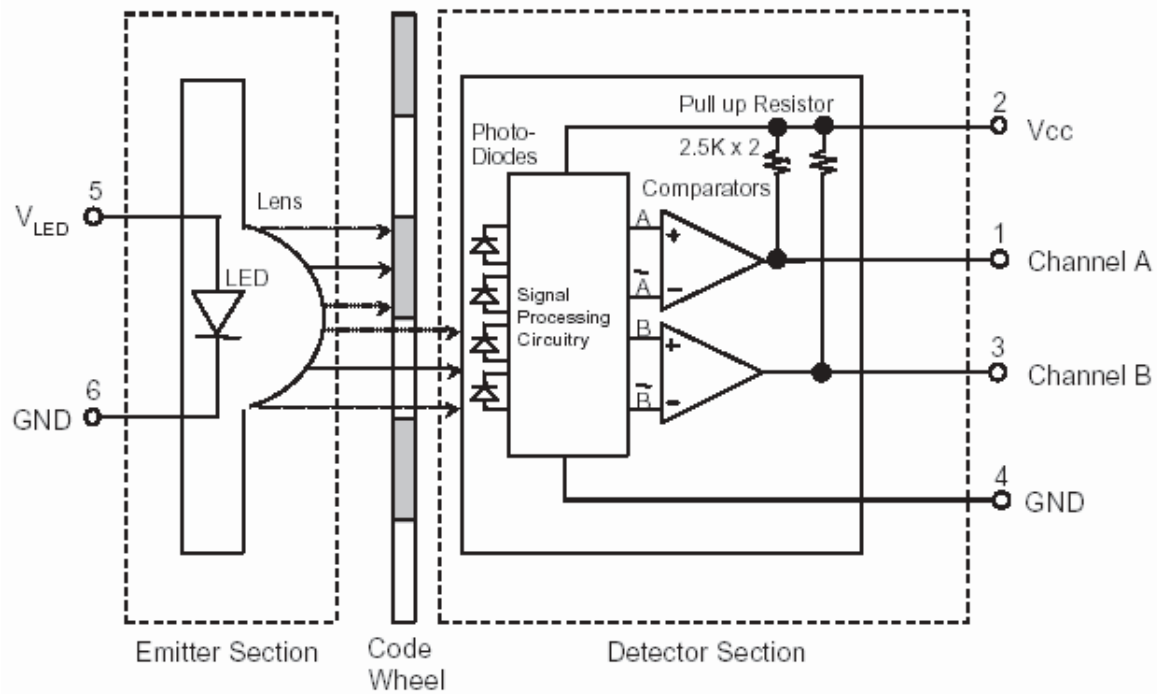 Pull up Resistor
2.5K x 2
2
Vcc
Photo-
Diodes
Comparators
5
V LED
Lens
LED
A
+
1
Channel A
~
A
−
Signal
Processing
Circuitry
B
+
3
Channel B
~
B
−
6
GND
4
GND
Emitter Section
Code
Wheel
Detector Section